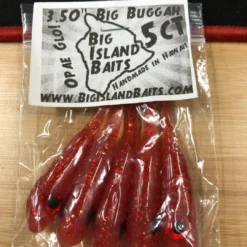 3.50" Big Buggah
Opae Glo!
Big
Island
Baits
5ct
Handmade in Hawaii
www.BigIslandBaits.com